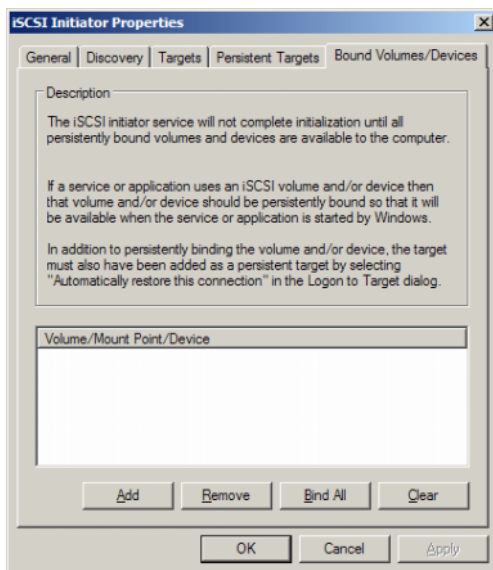 iSCSI Initiator Properties
General Discovery Targets Persistent Targets Bound Volumes/Devices
Description
The iSCSI initiator service will not complete initialization until all
persistently bound volumes and devices are available to the computer.
If a service or application uses an iSCSI volume and/or device then
that volume and/or device should be persistently bound so that it will
be available when the service or application is started by Windows.
In addition to persistently binding the volume and/or device, the target
must also have been added as a persistent target by selecting
"Automatically restore this connection" in the Logon to Target dialog.
Volume/Mount Point/Device
Add Remove Bind All Clear
OK Cancel Apply